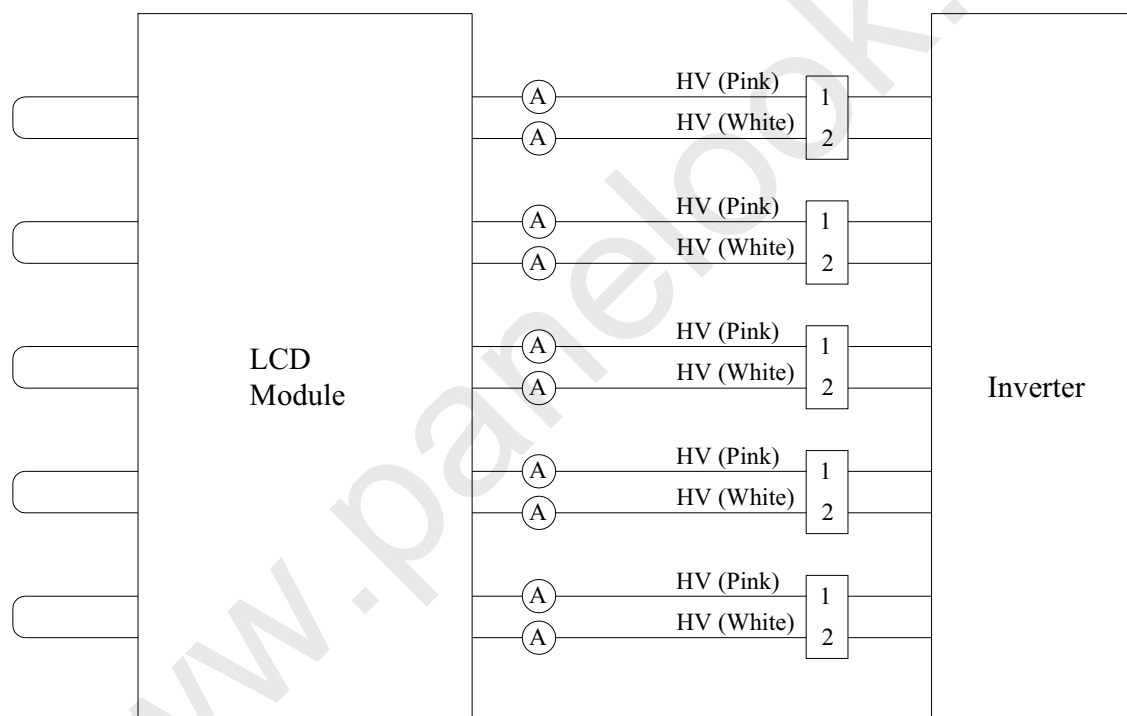 A HV (Pink) 1
A HV (White) 2
A HV (Pink) 1
A HV (White) 2
LCD
Module
A HV (Pink) 1
A HV (White) 2
Inverter
A HV (Pink) 1
A HV (White) 2
A HV (Pink) 1
A HV (White) 2
www.panelook.